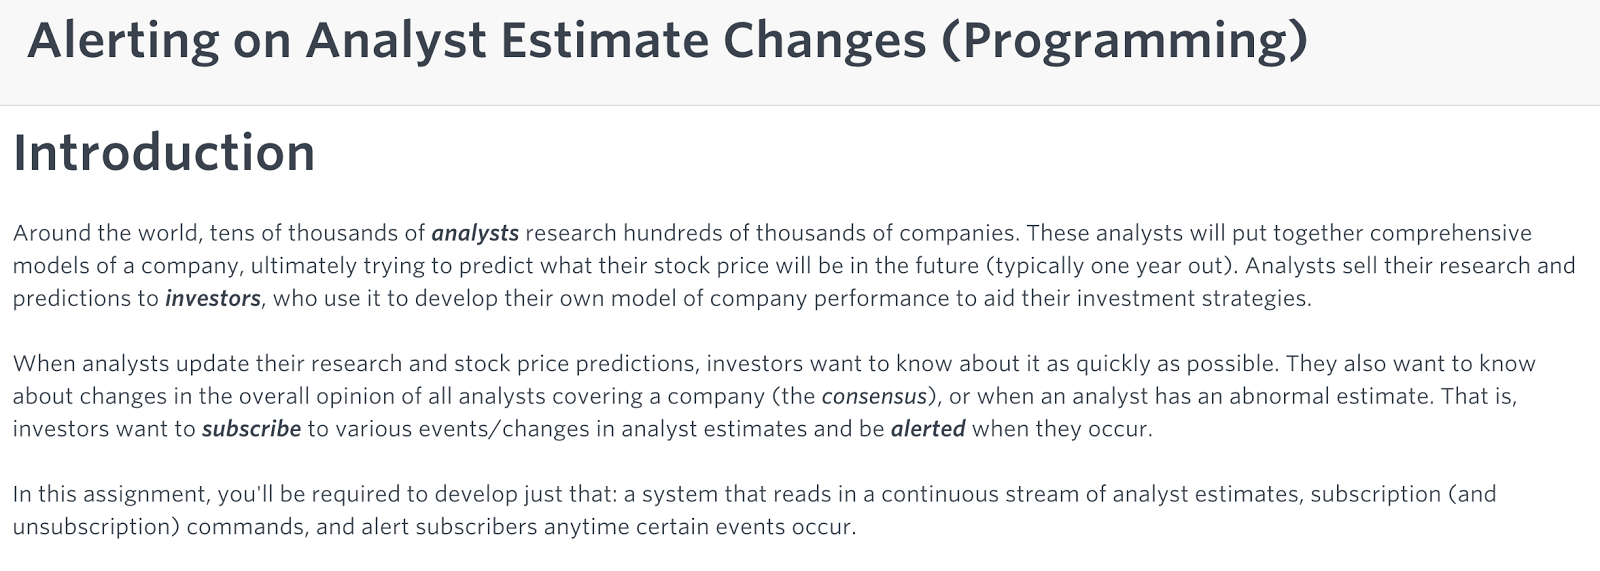 Alerting on Analyst Estimate Changes (Programming)
Introduction
Around the world, tens of thousands of analysts research hundreds of thousands of companies. These analysts will put together comprehensive
models of a company, ultimately trying to predict what their stock price will be in the future (typically one year out). Analysts sell their research and
predictions to investors, who use it to develop their own model of company performance to aid their investment strategies.
When analysts update their research and stock price predictions, investors want to know about it as quickly as possible. They also want to know
about changes in the overall opinion of all analysts covering a company (the consensus), or when an analyst has an abnormal estimate. That is,
investors want to subscribe to various events/changes in analyst estimates and be alerted when they occur.
In this assignment, you'll be required to develop just that: a system that reads in a continuous stream of analyst estimates, subscription (and
unsubscription) commands, and alert subscribers anytime certain events occur.